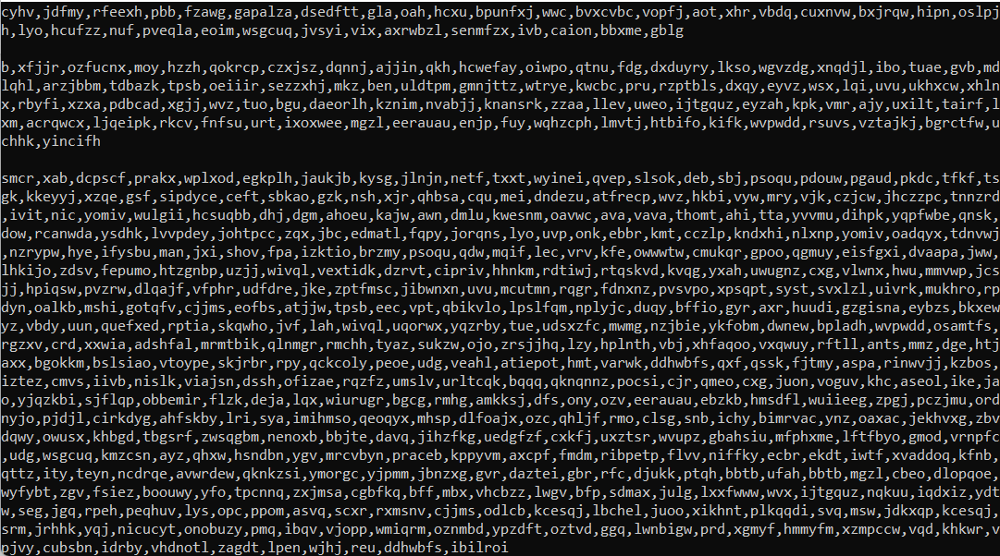 cyhv,jdfmy,rfeexh,pbb,fzawg,gapalza,dsedftt,gla,oah,hcxu,bpunfxj,wwc,bvxcvbc,vopfj,aot,xhr,vbdq,cuxnvw,bxjrqw,hipn,oslpj
h,lyo,hcufzz,nuf,pveqla,eoim,wsgcuq,jvsyi,vix,axrwbzl,senmfzx,ivb,caion,bbxme,gblg
b,xfjjr,ozfucnx,moy,hzzh,qokrcp,czxjsz,dqnnj,ajjin,qkh,hcwefay,oiwpo,qtnu,fdg,dxduyry,lkso,wgvzdg,xnqdjl,ibo,tuae,gvb,md
lqhl,arzjbbm,tdbazk,tpsb,oeiiir,sezzxhj,mkz,ben,uldtpm,gmnjttz,wtrye,kwcbc,pru,rzptbls,dxqy,eyvz,wsx,lqi,uvu,ukhxcw,xhln
x,rbyfi,xzxa,pdbcad,xgjj,wvz,tuo,bgu,daeorlh,kznim,nvabjj,knansrk,zzaa,llev,uweo,ijtgquz,eyzah,kpk,vmr,ajy,uxilt,tairf,l
xm,acrqwcx,ljqeipk,rkcv,fnfsu,urt,ixoxwee,mgzl,eerauau,enjp,fuy,wqhzcph,lmvtj,htbifo,kifk,wvpwdd,rsuvs,vztajkj,bgrctfw,u
chhk,yincifh
smcr,xab,dcpscf,prakx,wplxod,egkplh,jaukjb,kysg,jlnjn,netf,txxt,wyinei,qvep,slsok,deb,sbj,psoqu,pdouw,pgaud,pkdc,tfkf,ts
gk,kkeyyj,xzqe,gsf,sipdyce,ceft,sbkao,gzk,nsh,xjr,qhbsa,cqu,mei,dndezu,atfrecp,wvz,hkbi,vyw,mry,vjk,czjcw,jhczzpc,tnnzrd
,ivit,nic,yomiv,wulgii,hcsuqbb,dhj,dgm,ahoeu,kajw,awn,dmlu,kwesnm,oavwc,ava,vava,thomt,ahi,tta,yvvmu,dihpk,yqpfwbe,qnsk,
dow,rcanwda,ysdhk,lvvpdey,johtpcc,zqx,jbc,edmatl,fqpy,jorqns,lyo,uvp,onk,ebbr,kmt,cczlp,kndxhi,nlxnp,yomiv,oadqyx,tdnvwj
,nzrypw,hye,ifysbu,man,jxi,shov,fpa,izktio,brzmy,psoqu,qdw,mqif,lec,vrv,kfe,owwwtw,cmukqr,gpoo,qgmuy,eisfgxi,dvaapa,jww,
lhkijo,zdsv,fepumo,htzgnbp,uzjj,wivql,vextidk,dzrvt,cipriv,hhnkm,rdtiwj,rtqskvd,kvqg,yxah,uwugnz,cxg,vlwnx,hwu,mmvwp,jcs
jj,hpiqsw,pvzrw,dlqajf,vfphr,udfdre,jke,zptfmsc,jibwnxn,uvu,mcutmn,rqgr,fdnxnz,pvsvpo,xpsqpt,syst,svxlzl,uivrk,mukhro,rp
dyn,oalkb,mshi,gotqfv,cjjms,eofbs,atjjw,tpsb,eec,vpt,qbikvlo,lpslfqm,nplyjc,duqy,bffio,gyr,axr,huudi,gzgisna,eybzs,bkxew
yz,vbdy,uun,quefxed,rptia,skqwho,jvf,lah,wivql,uqorwx,yqzrby,tue,udsxzfc,mwmg,nzjbie,ykfobm,dwnew,bpladh,wvpwdd,osamtfs,
rgzxv,crd,xxwia,adshfal,mrmtbik,qlnmgr,rmchh,tyaz,sukzw,ojo,zrsjjhq,lzy,hplnth,vbj,xhfaqoo,vxqwuy,rftll,ants,mmz,dge,htj
axx,bgokkm,bslsiao,vtoype,skjrbr,rpy,qckcoly,peoe,udg,veahl,atiepot,hmt,varwk,ddhwbfs,qxf,qssk,fjtmy,aspa,rinwvjj,kzbos,
iztez,cmvs,iivb,nislk,viajsn,dssh,ofizae,rqzfz,umslv,urltcqk,bqqq,qknqnnz,pocsi,cjr,qmeo,cxg,juon,voguv,khc,aseol,ike,ja
o,yjqzkbi,sjflqp,obbemir,flzk,deja,lqx,wiurugr,bgcg,rmhg,amkksj,dfs,ony,ozv,eerauau,ebzkb,hmsdfl,wuiieeg,zpgj,pczjmu,ord
nyjo,pjdjl,cirkdyg,ahfskby,lri,sya,imihmso,qeoqyx,mhsp,dlfoajx,ozc,qhljf,rmo,clsg,snb,ichy,bimrvac,ynz,oaxac,jekhvxg,zbv
dqwy,owusx,khbgd,tbgsrf,zwsqgbm,nenoxb,bbjte,davq,jihzfkg,uedgfzf,cxkfj,uxztsr,wvupz,gbahsiu,mfphxme,lftfbyo,gmod,vrnpfc
,udg,wsgcuq,kmzcsn,ayz,qhxw,hsndbn,ygv,mrcvbyn,praceb,kppyvm,axcpf,fmdm,ribpetp,flvv,niffky,ecbr,ekdt,iwtf,xvaddoq,kfnb,
qttz,ity,teyn,ncdrqe,avwrdew,qknkzsi,ymorgc,yjpmm,jbnzxg,gvr,daztei,gbr,rfc,djukk,ptqh,bbtb,ufah,bbtb,mgzl,cbeo,dlopqoe,
wyfybt,zgv,fsiez,boouwy,yfo,tpcnnq,zxjmsa,cgbfkq,bff,mbx,vhcbzz,lwgv,bfp,sdmax,julg,lxxfwww,wvx,ijtguqz,nqkuu,iqdxiz,ydt
w,seg,jgq,rpeh,peqhuv,lys,opc,ppom,asvq,scxr,rxmsnv,cjjms,odlcb,kcesqj,lbchel,juoo,xikhnt,plkqqdi,svq,msw,jdkxqp,kcesqj,
srm,jrhhk,yqj,nicucyt,onobuzy,pmq,ibqv,vjopp,wmiqrm,oznmbd,ypzdft,oztvd,ggq,lwnbigw,prd,xgmyf,hmmyfm,xzmpccw,vqd,khkwr,v
pjvy,cubsbn,idrby,vhdnotl,zagdt,lpen,wjhj,reu,ddhwbfs,ibilroi